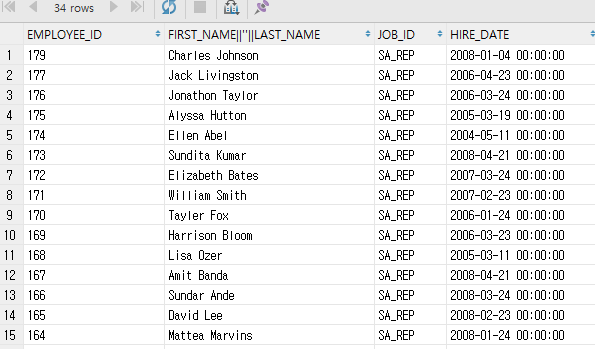 34 rows
EMPLOYEE_ID FIRST_NAME||''||LAST_NAME JOB_ID HIRE_DATE
1 179 Charles Johnson SA_REP 2008-01-04 00:00:00
2 177 Jack Livingston SA_REP 2006-04-23 00:00:00
3 176 Jonathon Taylor SA_REP 2006-03-24 00:00:00
4 175 Alyssa Hutton SA_REP 2005-03-19 00:00:00
5 174 Ellen Abel SA_REP 2004-05-11 00:00:00
6 173 Sundita Kumar SA_REP 2008-04-21 00:00:00
7 172 Elizabeth Bates SA_REP 2007-03-24 00:00:00
8 171 William Smith SA_REP 2007-02-23 00:00:00
9 170 Tayler Fox SA_REP 2006-01-24 00:00:00
10 169 Harrison Bloom SA_REP 2006-03-23 00:00:00
11 168 Lisa Ozer SA_REP 2005-03-11 00:00:00
12 167 Amit Banda SA_REP 2008-04-21 00:00:00
13 166 Sundar Ande SA_REP 2008-03-24 00:00:00
14 165 David Lee SA_REP 2008-02-23 00:00:00
15 164 Mattea Marvins SA_REP 2008-01-24 00:00:00